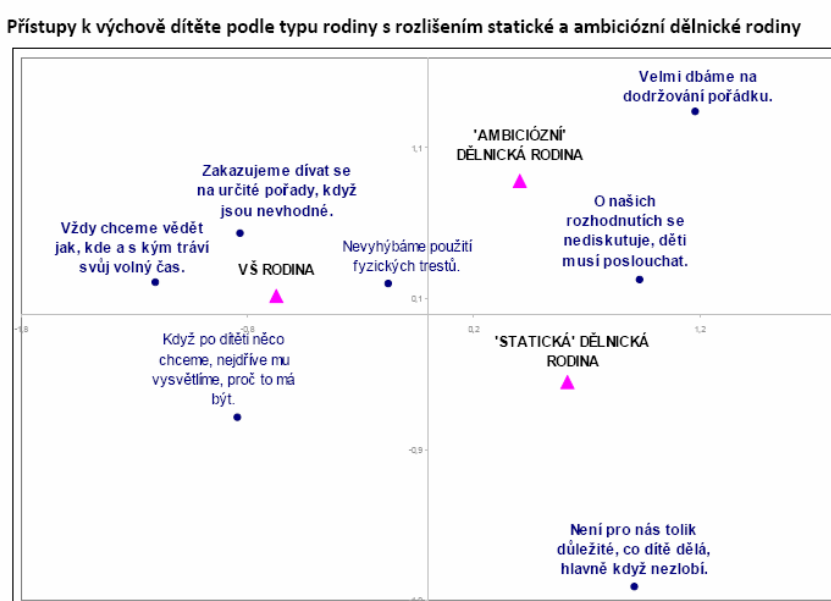 Přístupy k výchově dítěte podle typu rodiny s rozlišením statické a ambiciózní dělnické rodiny
Velmi dbáme na
dodržování pořádku.
'AMBICIÓZNÍ'
DĚLNICKÁ RODINA
1,1
Zakazujeme dívat se
na určité pořady, když
jsou nevhodné.
O našich
rozhodnutích se
nediskutuje, děti
musí poslouchat.
Vždy chceme vědět
jak, kde a s kým tráví
svůj volný čas.
VŠ RODINA
Nevyhýbáme použití
fyzických trestů.
0,1
-0,8
0,2
1,2
'STATICKÁ' DĚLNICKÁ
RODINA
Když po dítěti něco
chceme, nejdříve mu
vysvětlíme, proč to má
být.
-0,9
Není pro nás tolik
důležité, co dítě dělá,
hlavně když nezlobí.